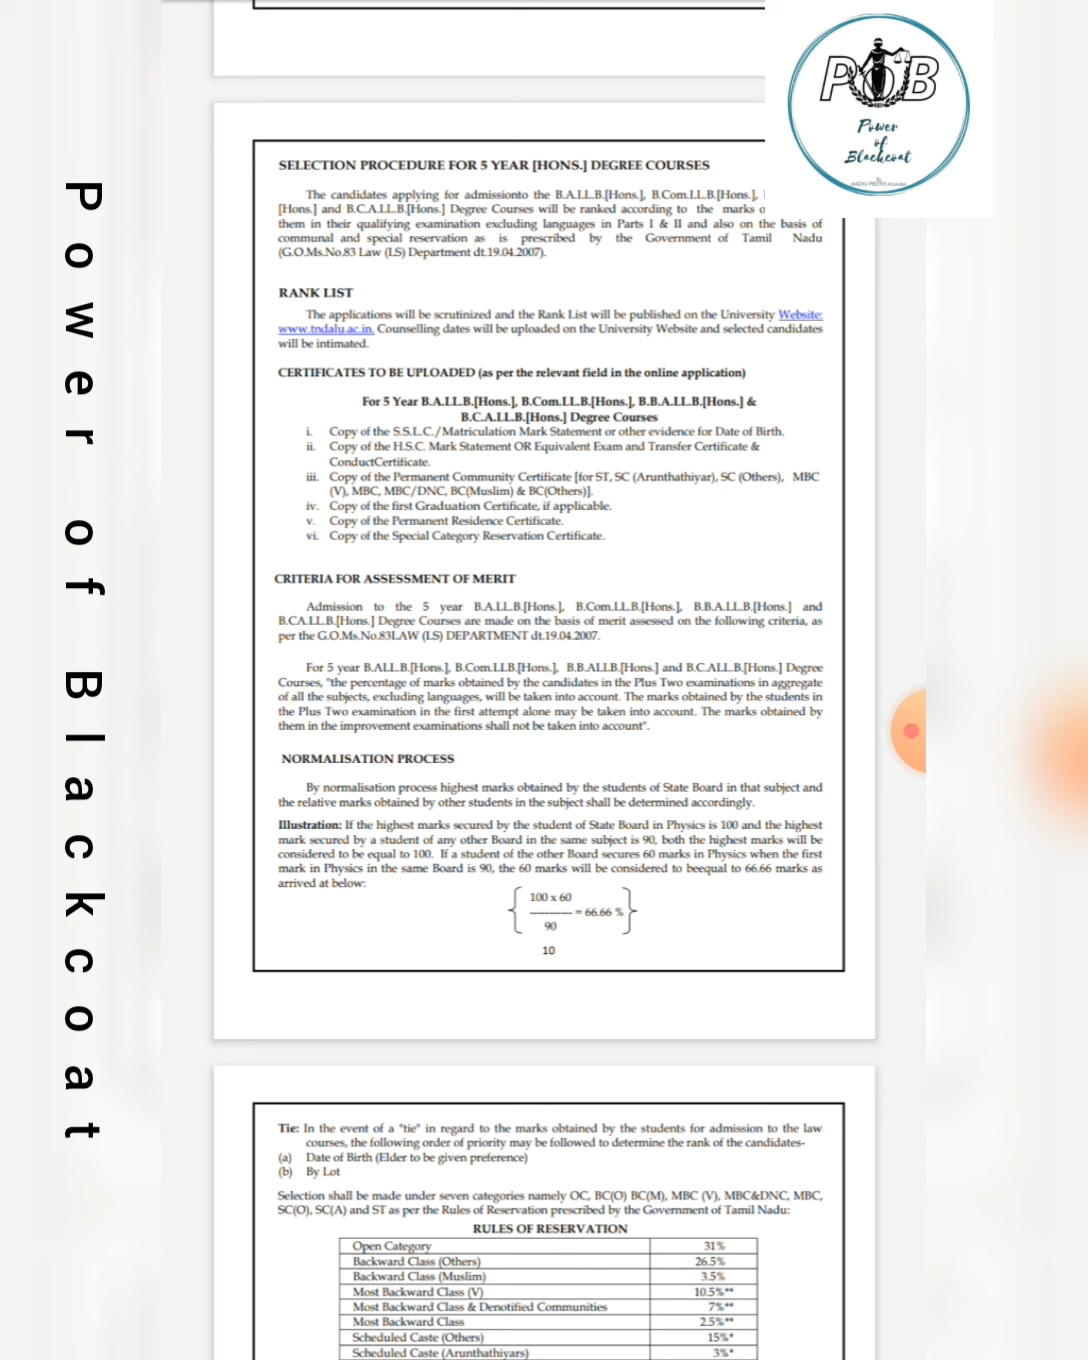 Power of Blackcoat
POB
Power
of
Blackcoat
By
SELECTION PROCEDURE FOR 5 YEAR [HONS.] DEGREE COURSES
The candidates applying for admissionto the B.A.LL.B.[Hons.], B.Com.LL.B.[Hons.],
[Hons.] and B.C.A.LL.B.[Hons.] Degree Courses will be ranked according to the marks o
them in their qualifying examination excluding languages in Parts I & II and also on the basis of
communal and special reservation as is prescribed by the Government of Tamil Nadu
(G.O.Ms.No.83 Law (LS) Department dt.19.04.2007).
RANK LIST
The applications will be scrutinized and the Rank List will be published on the University Website:
www.tndalu.ac.in. Counselling dates will be uploaded on the University Website and selected candidates
will be intimated.
CERTIFICATES TO BE UPLOADED (as per the relevant field in the online application)
For 5 Year B.A.LL.B.[Hons.], B.Com.LL.B.[Hons.], B.B.A.LL.B.[Hons.] &
B.C.A.LL.B.[Hons.] Degree Courses
i. Copy of the S.S.L.C./Matriculation Mark Statement or other evidence for Date of Birth.
ii. Copy of the H.S.C. Mark Statement OR Equivalent Exam and Transfer Certificate &
ConductCertificate.
iii. Copy of the Permanent Community Certificate [for ST, SC (Arunthathiyar), SC (Others), MBC
(V), MBC, MBC/DNC, BC(Muslim) & BC(Others)].
iv. Copy of the first Graduation Certificate, if applicable.
v. Copy of the Permanent Residence Certificate.
vi. Copy of the Special Category Reservation Certificate.
CRITERIA FOR ASSESSMENT OF MERIT
Admission to the 5 year B.A.LL.B.[Hons.], B.Com.LL.B.[Hons.], B.B.A.LL.B.[Hons.] and
B.CA.LL.B.[Hons.] Degree Courses are made on the basis of merit assessed on the following criteria, as
per the G.O.Ms.No.83LAW (LS) DEPARTMENT dt.19.04.2007.
For 5 year B.ALL.B.[Hons.], B.Com.LLB.[Hons.], B.B.ALLB.[Hons.] and B.C.ALL.B.[Hons.] Degree
Courses, "the percentage of marks obtained by the candidates in the Plus Two examinations in aggregate
of all the subjects, excluding languages, will be taken into account. The marks obtained by the students in
the Plus Two examination in the first attempt alone may be taken into account. The marks obtained by
them in the improvement examinations shall not be taken into account".
NORMALISATION PROCESS
By normalisation process highest marks obtained by the students of State Board in that subject and
the relative marks obtained by other students in the subject shall be determined accordingly.
Illustration: If the highest marks secured by the student of State Board in Physics is 100 and the highest
mark secured by a student of any other Board in the same subject is 90, both the highest marks will be
considered to be equal to 100. If a student of the other Board secures 60 marks in Physics when the first
mark in Physics in the same Board is 90, the 60 marks will be considered to beequal to 66.66 marks as
arrived at below:
100 x 60
----------- = 66.66 %
90
10
Tie: In the event of a "tie" in regard to the marks obtained by the students for admission to the law
courses, the following order of priority may be followed to determine the rank of the candidates-
(a) Date of Birth (Elder to be given preference)
(b) By Lot
Selection shall be made under seven categories namely OC, BC(O) BC(M), MBC (V), MBC&DNC, MBC,
SC(O), SC(A) and ST as per the Rules of Reservation prescribed by the Government of Tamil Nadu:
RULES OF RESERVATION
Open Category 31%
Backward Class (Others) 26.5%
Backward Class (Muslim) 3.5%
Most Backward Class (V) 10.5%**
Most Backward Class & Denotified Communities 7%**
Most Backward Class 2.5%**
Scheduled Caste (Others) 15%*
Scheduled Caste (Arunthathiyars) 3%*